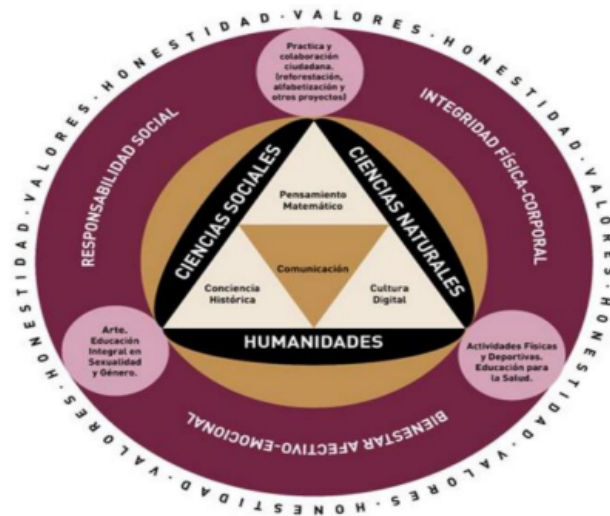 VALORES · HONESTIDAD · VALORES · HONESTIDAD · VALORES · HONESTIDAD · VALORES · HONESTIDAD · VALORES · HONESTIDAD ·
Practica y
colaboración
ciudadana.
(reforestación,
alfabetización y
otros proyectos)
RESPONSABILIDAD SOCIAL
INTEGRIDAD FÍSICA-CORPORAL
CIENCIAS SOCIALES
CIENCIAS NATURALES
Pensamiento
Matemático
Comunicación
Conciencia
Histórica
Cultura
Digital
HUMANIDADES
Arte.
Educación
Integral en
Sexualidad
y Género.
Actividades Físicas
y Deportivas.
Educación para
la Salud.
BIENESTAR AFECTIVO-EMOCIONAL